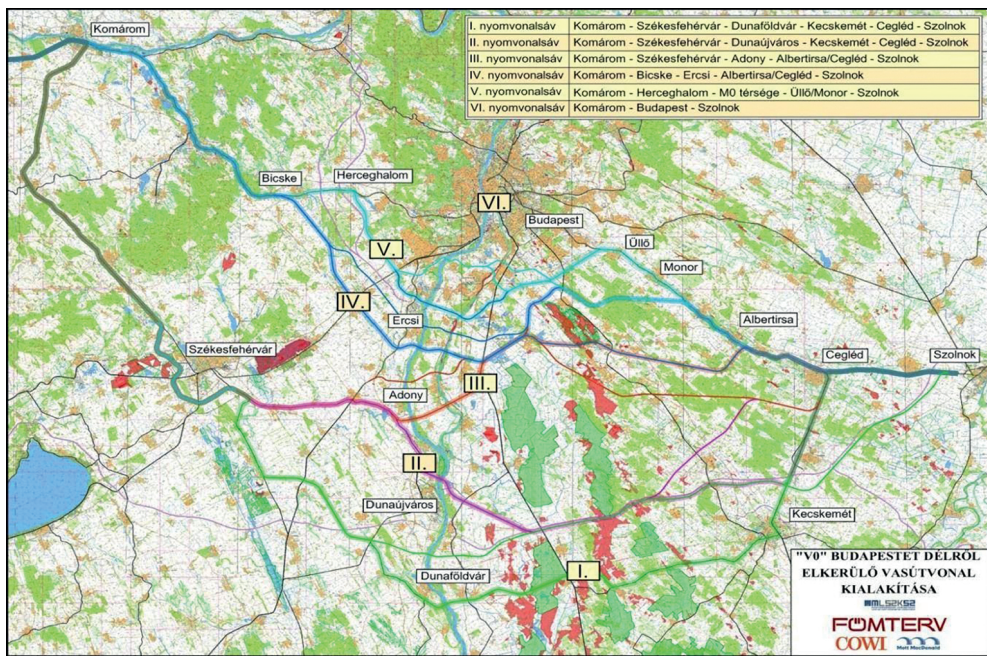 I. nyomvonalsáv Komárom - Székesfehérvár - Dunaföldvár - Kecskemét - Cegléd - Szolnok
II. nyomvonalsáv Komárom - Székesfehérvár - Dunaújváros - Kecskemét - Cegléd - Szolnok
III. nyomvonalsáv Komárom - Székesfehérvár - Adony - Albertirsa/Cegléd - Szolnok
IV. nyomvonalsáv Komárom - Bicske - Ercsi - Albertirsa/Cegléd - Szolnok
V. nyomvonalsáv Komárom - Herceghalom - M0 térsége - Üllő/Monor - Szolnok
VI. nyomvonalsáv Komárom - Budapest - Szolnok
Komárom
Bicske
Herceghalom
VI.
Budapest
V.
Üllő
Monor
IV.
Ercsi
Albertirsa
Székesfehérvár
Cegléd
Szolnok
III.
Adony
II.
Dunaújváros
Kecskemét
Dunaföldvár
I.
"V0" BUDAPESTET DÉLRŐL
ELKERÜLŐ VASÚTVONAL
KIALAKÍTÁSA
FŐMTERV
COWI
Mott MacDonald